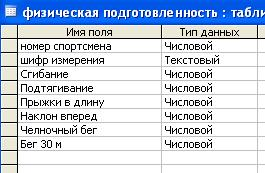 физическая подготовленность : табли
Имя поля Тип данных
номер спортсмена Числовой
шифр измерения Текстовый
Сгибание Числовой
Подтягивание Числовой
Прыжки в длину Числовой
Наклон вперед Числовой
Челночный бег Числовой
Бег 30 м Числовой